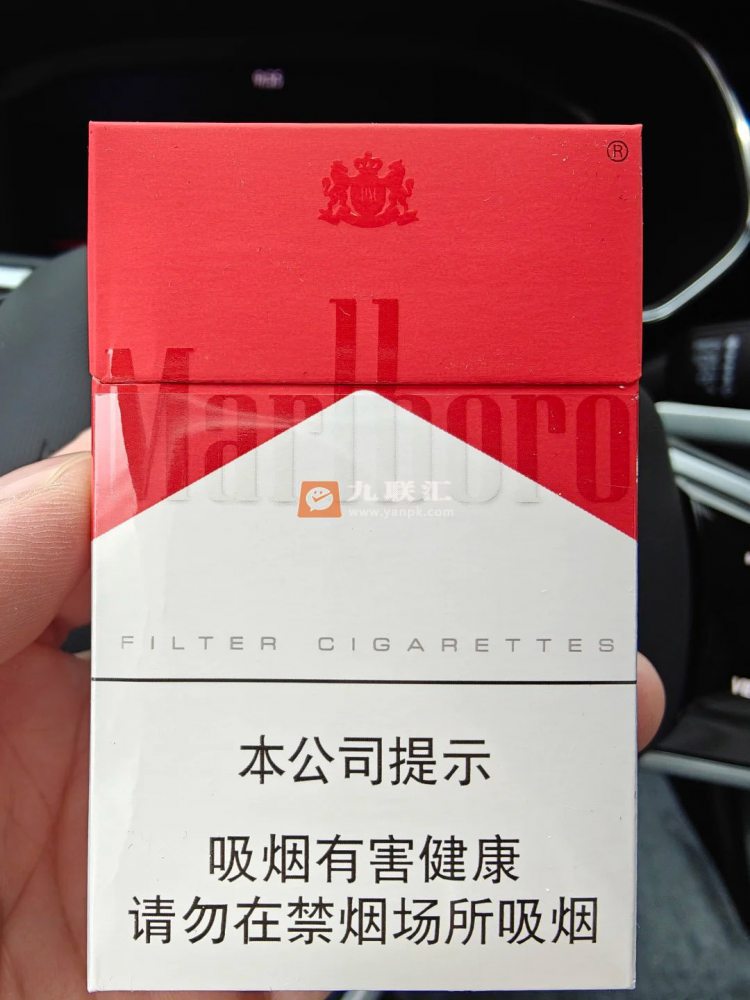 ®
Marlboro
九联汇
www.yanpk.com
FILTER CIGARETTES
本公司提示
吸烟有害健康
请勿在禁烟场所吸烟